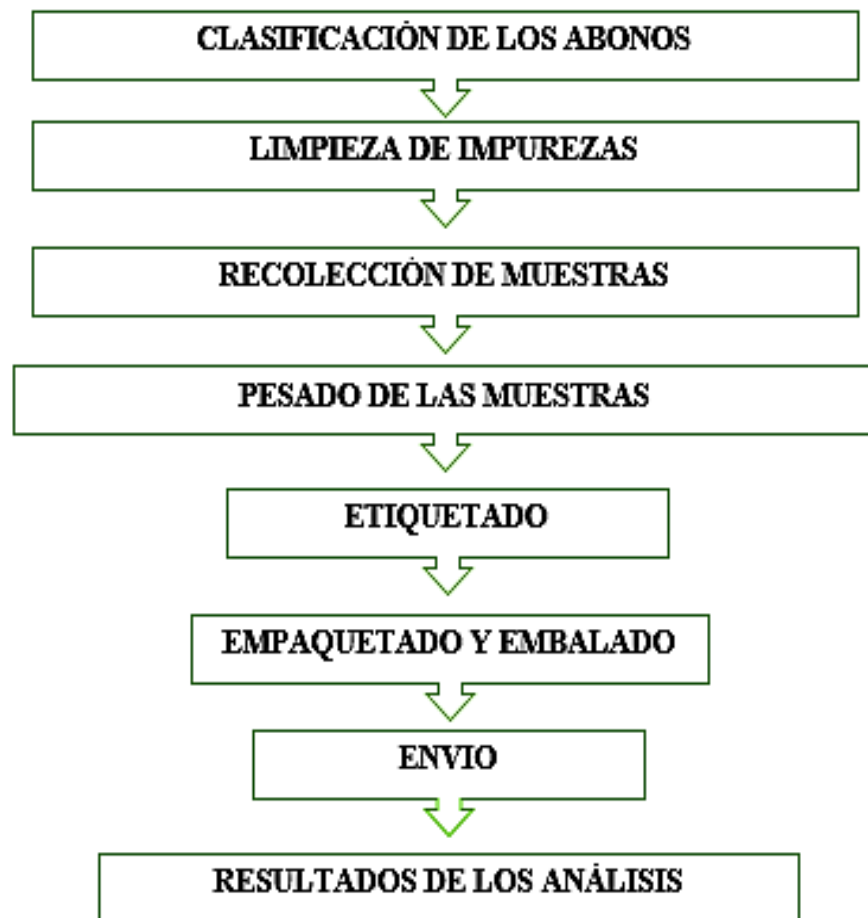 CLASIFICACIÓN DE LOS ABONOS
LIMPIEZA DE IMPUREZAS
RECOLECCIÓN DE MUESTRAS
PESADO DE LAS MUESTRAS
ETIQUETADO
EMPAQUETADO Y EMBALADO
ENVIO
RESULTADOS DE LOS ANÁLISIS